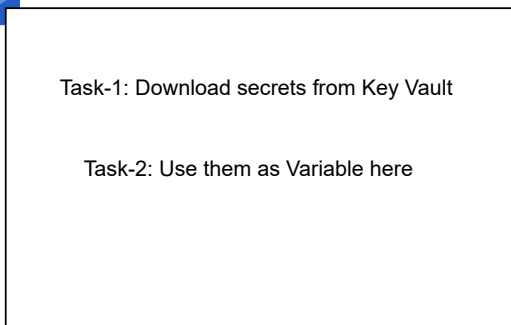 Task-1: Download secrets from Key Vault
Task-2: Use them as Variable here